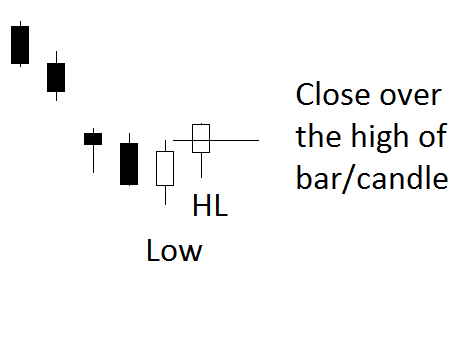 Close over
the high of
bar/candle
HL
Low